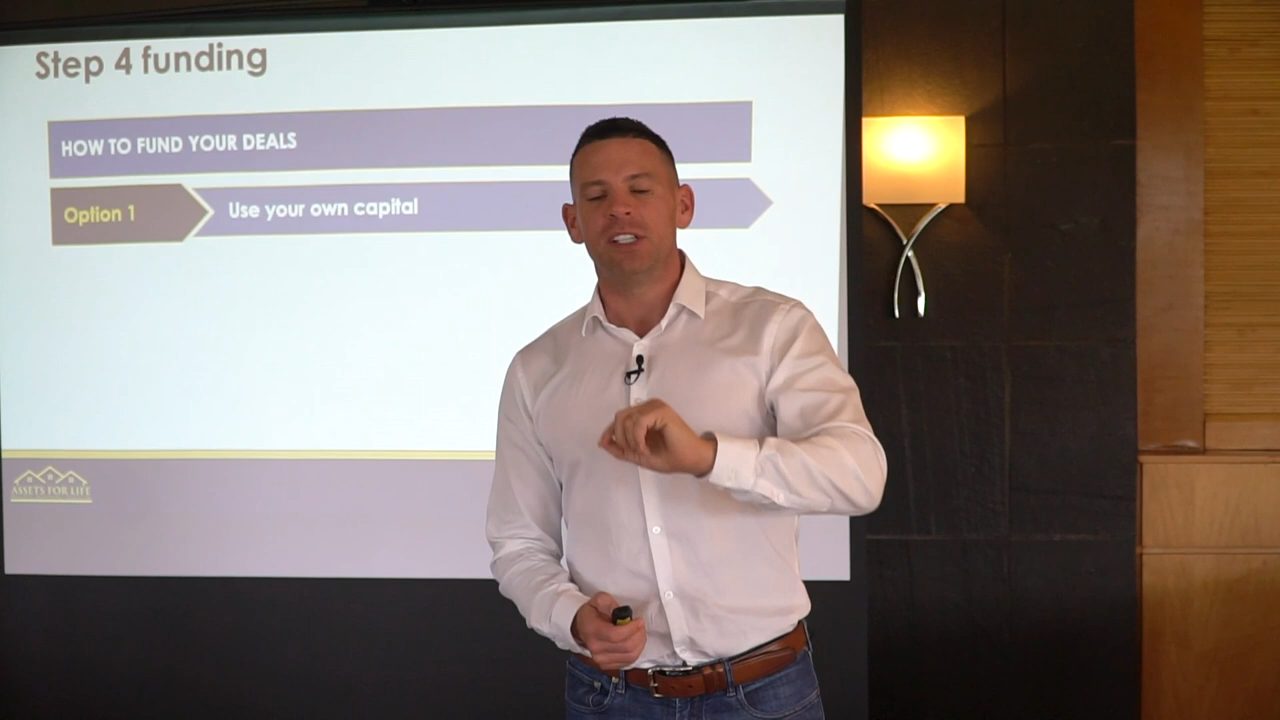 Step 4 funding
HOW TO FUND YOUR DEALS
Option 1
Use your own capital
ASSETS FOR LIFE